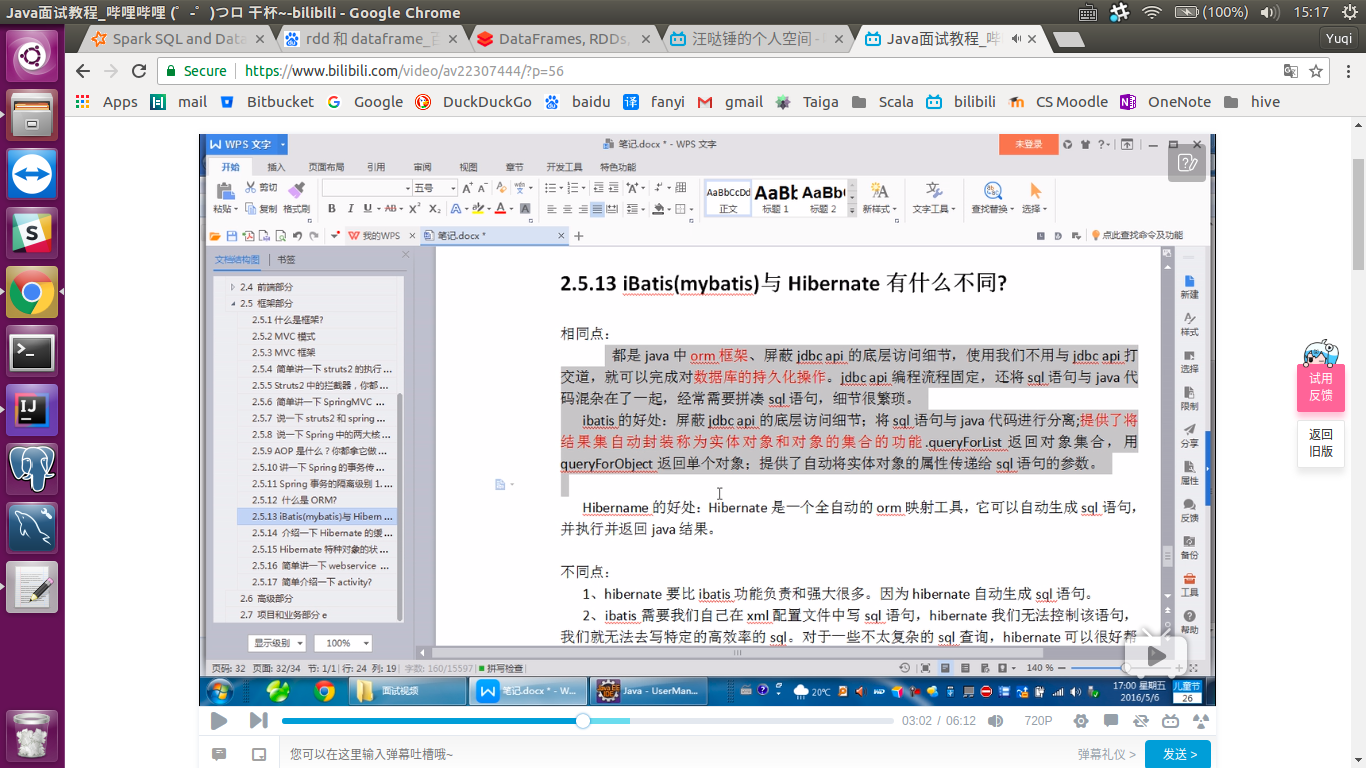 Java面试教程_哔哩哔哩 (゜-゜)つロ 干杯~-bilibili - Google Chrome
(100%) 15:17
Spark SQL and Data
rdd 和 dataframe_百
DataFrames, RDDs,
汪哒锤的个人空间 -
Java面试教程_哔
Yuqi
Secure https://www.bilibili.com/video/av22307444/?p=56
Apps mail Bitbucket Google DuckDuckGo baidu fanyi gmail Taiga Scala bilibili CS Moodle OneNote hive
WPS 文字 笔记.docx * - WPS 文字 未登录
开始 插入 页面布局 引用 审阅 视图 章节 开发工具 特色功能
剪切 五号 AaBbCcDd AaBb AaBb(
粘贴 复制 格式刷 B I U AB X² X₂ 正文 标题 1 标题 2 新样式 文字工具 查找替换 选择
我的WPS 笔记.docx * 点此查找命令及功能
文档结构图 书签
2.4 前端部分
2.5 框架部分
2.5.1 什么是框架?
2.5.2 MVC 模式
2.5.3 MVC 框架
2.5.4 简单讲一下 struts2 的执行 ...
2.5.5 Struts2 中的拦截器，你都 ...
2.5.6 简单讲一下 SpringMVC ...
2.5.7 说一下 struts2 和 spring ...
2.5.8 说一下 Spring 中的两大核 ...
2.5.9 AOP 是什么？你都拿它做 ...
2.5.10 讲一下 Spring 的事务传 ...
2.5.11 Spring 事务的隔离级别 1. ...
2.5.12 什么是 ORM?
2.5.13 iBatis(mybatis)与 Hibern ...
2.5.14 介绍一下 Hibernate 的缓 ...
2.5.15 Hibernate 特种对象的状 ...
2.5.16 简单讲一下 webservice ...
2.5.17 简单介绍一下 activity?
2.6 高级部分
2.7 项目和业务部分 e
显示级别 100%
2.5.13 iBatis(mybatis)与 Hibernate 有什么不同?
相同点：
都是 java 中 orm 框架、屏蔽 jdbc api 的底层访问细节，使用我们不用与 jdbc api 打
交道，就可以完成对数据库的持久化操作。jdbc api 编程流程固定，还将 sql 语句与 java 代
码混杂在了一起，经常需要拼凑 sql 语句，细节很繁琐。
ibatis 的好处：屏蔽 jdbc api 的底层访问细节；将 sql 语句与 java 代码进行分离;提供了将
结果集自动封装称为实体对象和对象的集合的功能.queryForList 返回对象集合，用
queryForObject 返回单个对象；提供了自动将实体对象的属性传递给 sql 语句的参数。
Hibername 的好处：Hibernate 是一个全自动的 orm 映射工具，它可以自动生成 sql 语句，
并执行并返回 java 结果。
不同点：
1、hibernate 要比 ibatis 功能负责和强大很多。因为 hibernate 自动生成 sql 语句。
2、ibatis 需要我们自己在 xml 配置文件中写 sql 语句，hibernate 我们无法控制该语句，
我们就无法去写特定的高效率的 sql。对于一些不太复杂的 sql 查询，hibernate 可以很好帮
新建
样式
选择
限制
分享
属性
反馈
备份
工具
帮助
页码: 32 页面: 32/34 节: 1/1 行: 24 列: 19 字数: 160/15597 拼写检查 140 %
面试视频 笔记.docx * - W... Java - UserMan... 20℃ 17:00 星期五 儿童节
2016/5/6 26
试用
反馈
返回
旧版
03:02 / 06:12 720P
您可以在这里输入弹幕吐槽哦~ 弹幕礼仪 > 发送 >